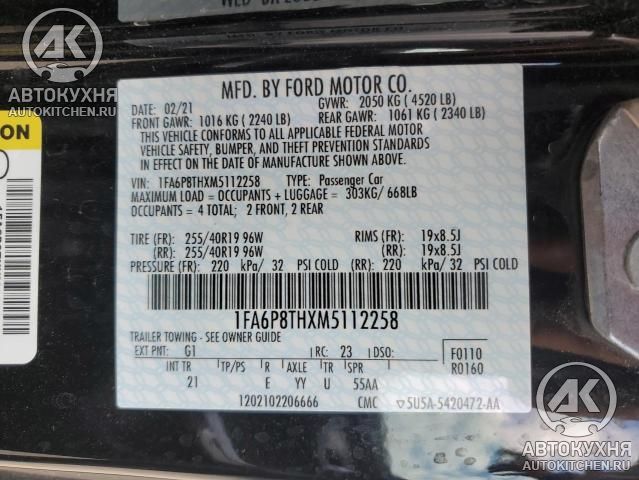 AK
АВТОКУХНЯ
AUTOKITCHEN.RU
ON
MFD. BY FORD MOTOR CO.
DATE: 02/21 GVWR: 2050 KG ( 4520 LB)
FRONT GAWR: 1016 KG ( 2240 LB) REAR GAWR: 1061 KG ( 2340 LB)
THIS VEHICLE CONFORMS TO ALL APPLICABLE FEDERAL MOTOR
VEHICLE SAFETY, BUMPER, AND THEFT PREVENTION STANDARDS
IN EFFECT ON THE DATE OF MANUFACTURE SHOWN ABOVE.
VIN: 1FA6P8THXM5112258 TYPE: Passenger Car
MAXIMUM LOAD = OCCUPANTS + LUGGAGE = 303KG/ 668LB
OCCUPANTS = 4 TOTAL; 2 FRONT, 2 REAR
TIRE (FR): 255/40R19 96W RIMS (FR): 19x8.5J
(RR): 255/40R19 96W (RR): 19x8.5J
PRESSURE (FR): 220 kPa/ 32 PSI COLD (RR): 220 kPa/ 32 PSI COLD
1FA6P8THXM5112258
TRAILER TOWING - SEE OWNER GUIDE
EXT PNT: G1 RC: 23 DSO: F0110
INT TR TP/PS R AXLE TR SPR R0160
21 E YY U 55AA
1202102206666 CMC 5U5A-5420472-AA
AK
АВТОКУХНЯ
AUTOKITCHEN.RU